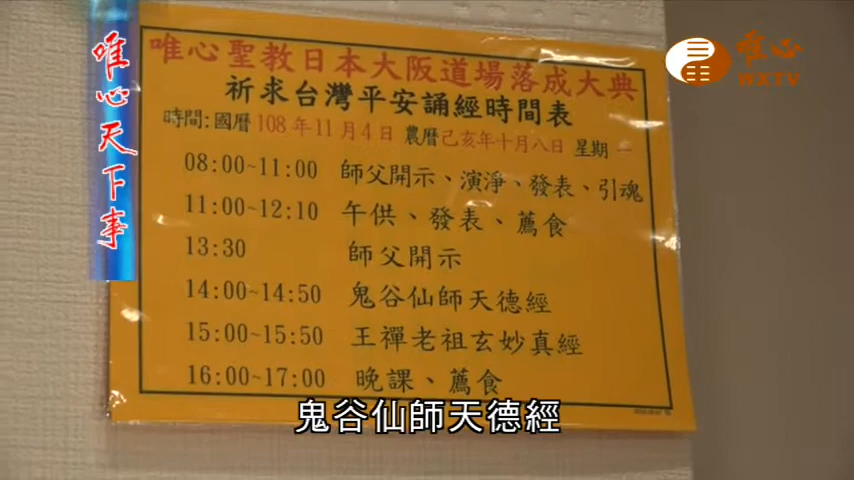 唯心天下事
唯心
WXTV
唯心聖教日本大阪道場落成大典
祈求台灣平安誦經時間表
時間:國曆108年11月4日 農曆己亥年十月八日 星期一
08:00~11:00 師父開示、演淨、發表、引魂
11:00~12:10 午供、發表、薦食
13:30 師父開示
14:00~14:50 鬼谷仙師天德經
15:00~15:50 王禪老祖玄妙真經
16:00~17:00 晚課、薦食
鬼谷仙師天德經